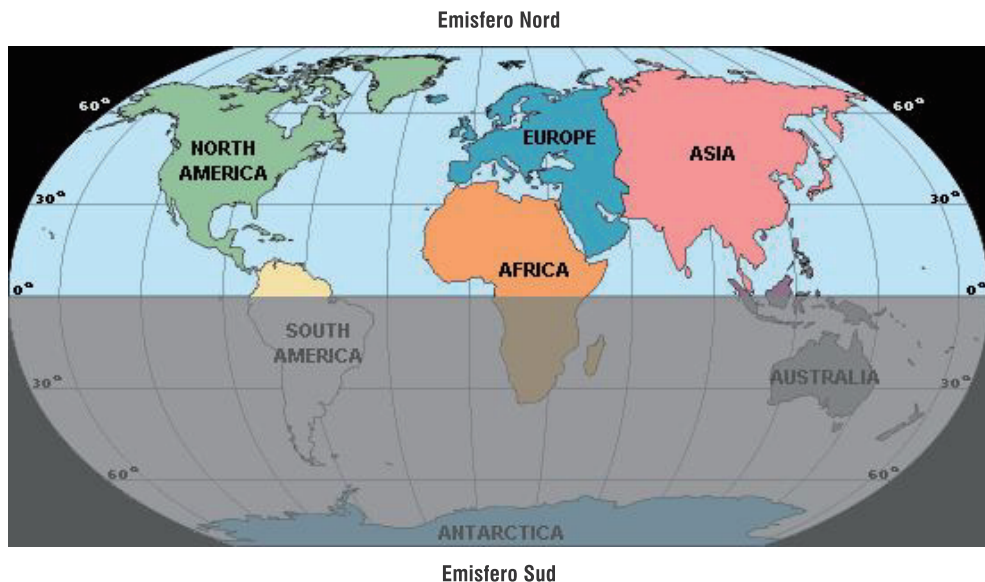 Emisfero Nord
60°
60°
NORTH
AMERICA
EUROPE
ASIA
30°
30°
AFRICA
0°
0°
SOUTH
AMERICA
AUSTRALIA
30°
30°
60°
60°
ANTARCTICA
Emisfero Sud